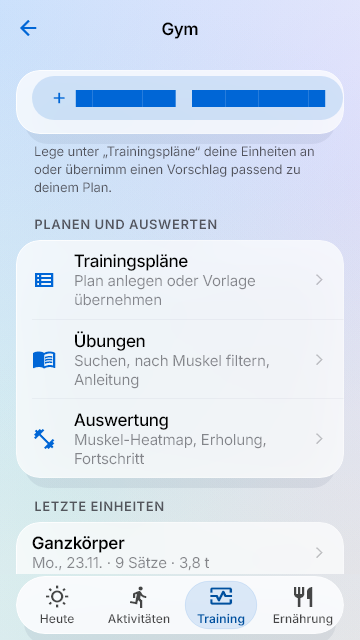 Gym
Lege unter „Trainingspläne“ deine Einheiten an
oder übernimm einen Vorschlag passend zu
deinem Plan.
PLANEN UND AUSWERTEN
Trainingspläne
Plan anlegen oder Vorlage
übernehmen
Übungen
Suchen, nach Muskel filtern,
Anleitung
Auswertung
Muskel-Heatmap, Erholung,
Fortschritt
LETZTE EINHEITEN
Ganzkörper
Mo., 23.11. · 9 Sätze · 3,8 t
Heute
Aktivitäten
Training
Ernährung